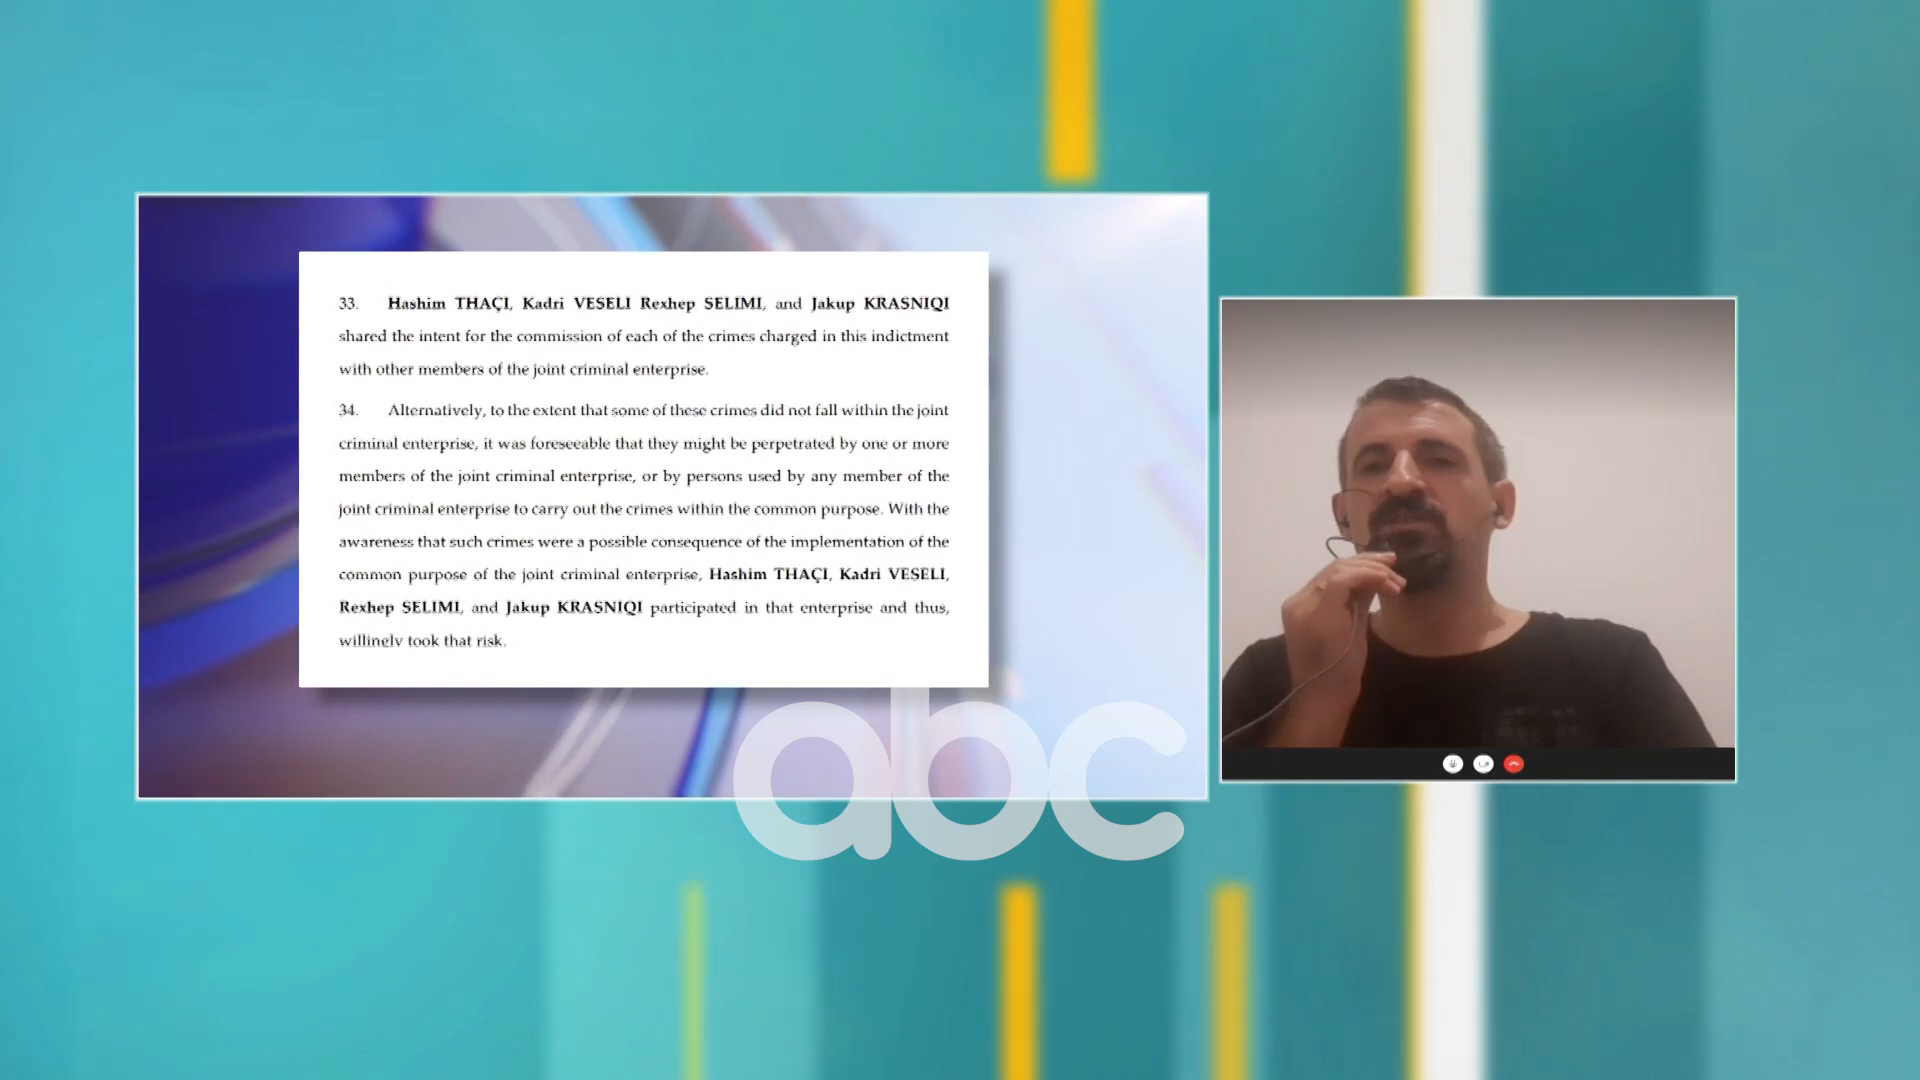 33. Hashim THAÇI, Kadri VESELI Rexhep SELIMI, and Jakup KRASNIQI
shared the intent for the commission of each of the crimes charged in this indictment
with other members of the joint criminal enterprise.
34. Alternatively, to the extent that some of these crimes did not fall within the joint
criminal enterprise, it was foreseeable that they might be perpetrated by one or more
members of the joint criminal enterprise, or by persons used by any member of the
joint criminal enterprise to carry out the crimes within the common purpose. With the
awareness that such crimes were a possible consequence of the implementation of the
common purpose of the joint criminal enterprise, Hashim THAÇI, Kadri VESELI,
Rexhep SELIMI, and Jakup KRASNIQI participated in that enterprise and thus,
willingly took that risk.
abc